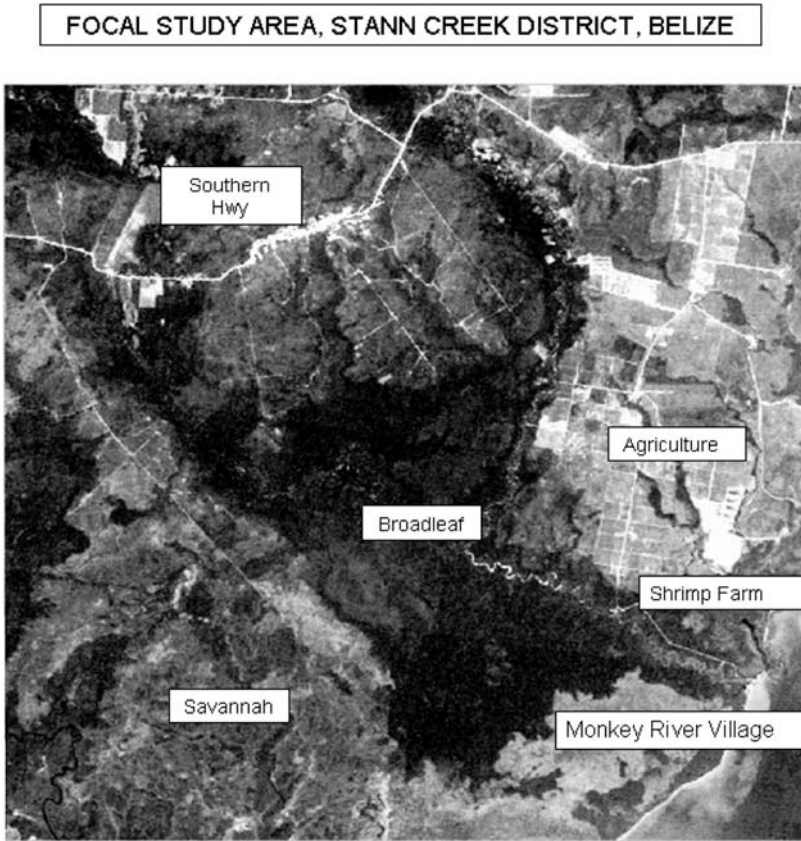 FOCAL STUDY AREA, STANN CREEK DISTRICT, BELIZE
Southern
Hwy
Agriculture
Broadleaf
Shrimp Farm
Savannah
Monkey River Village